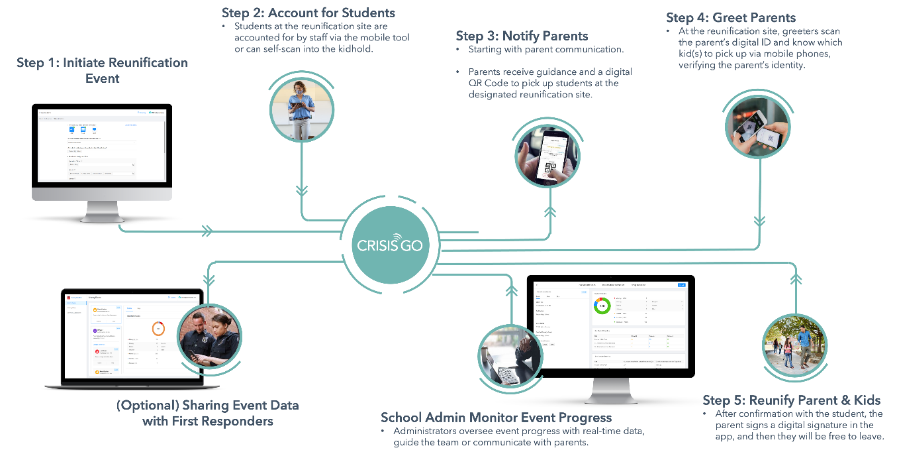 Step 1: Initiate Reunification
Event
Step 2: Account for Students
• Students at the reunification site are
accounted for by staff via the mobile tool
or can self-scan into the kidhold.
Step 3: Notify Parents
• Starting with parent communication.
• Parents receive guidance and a digital
QR Code to pick up students at the
designated reunification site.
Step 4: Greet Parents
• At the reunification site, greeters scan
the parent's digital ID and know which
kid(s) to pick up via mobile phones,
verifying the parent's identity.
CRISIS GO
(Optional) Sharing Event Data
with First Responders
School Admin Monitor Event Progress
• Administrators oversee event progress with real-time data,
guide the team or communicate with parents.
Step 5: Reunify Parent & Kids
• After confirmation with the student, the
parent signs a digital signature in the
app, and then they will be free to leave.